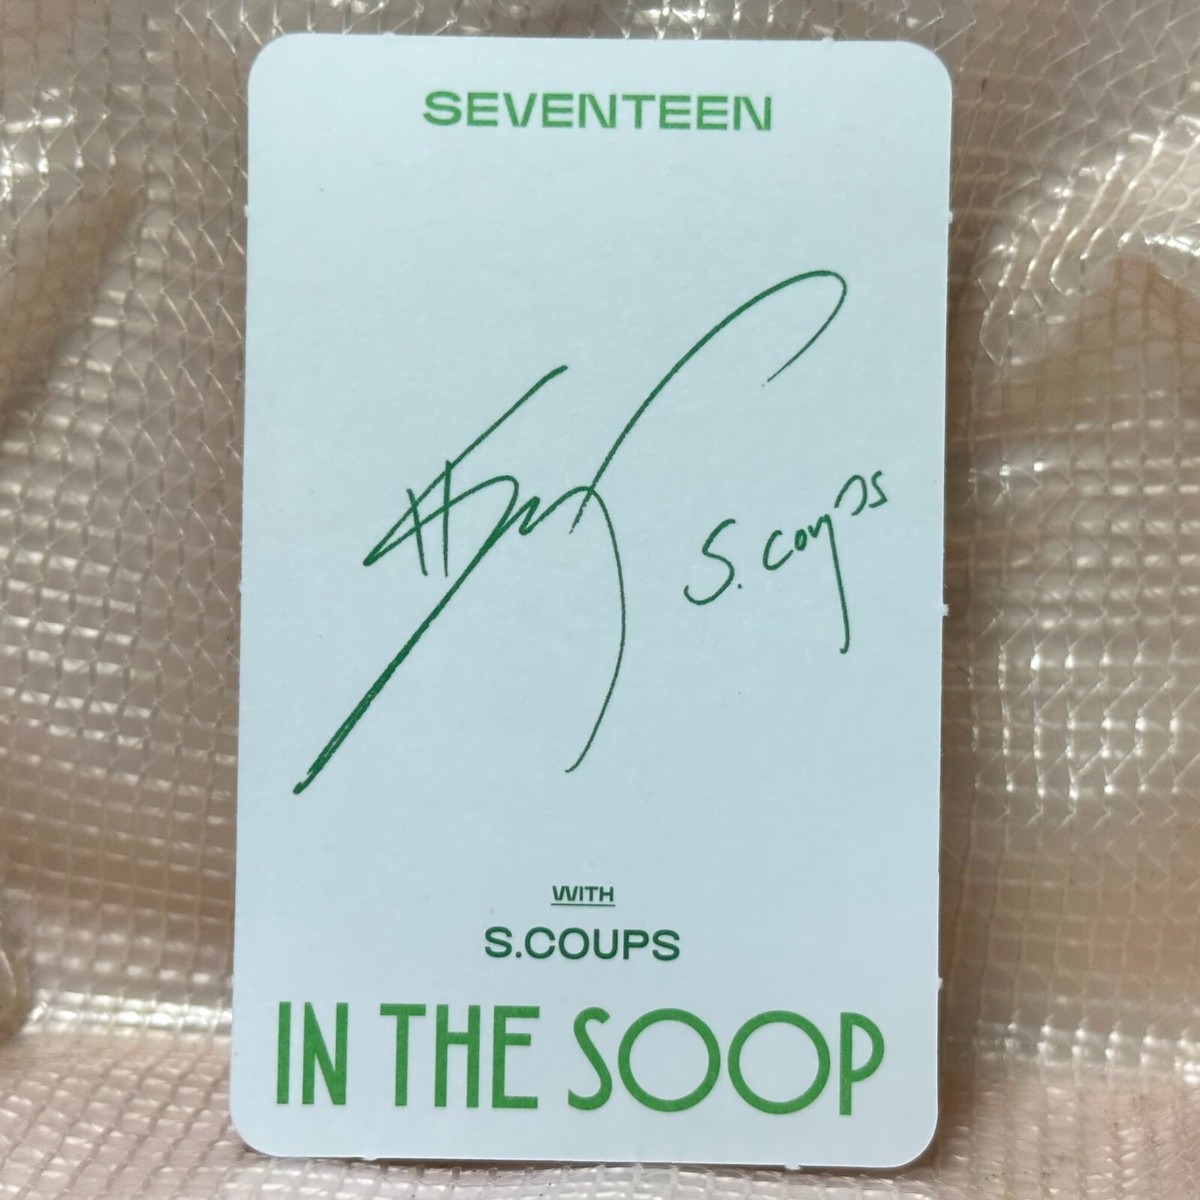 SEVENTEEN
S.Coups
WITH
S.COUPS
IN THE SOOP